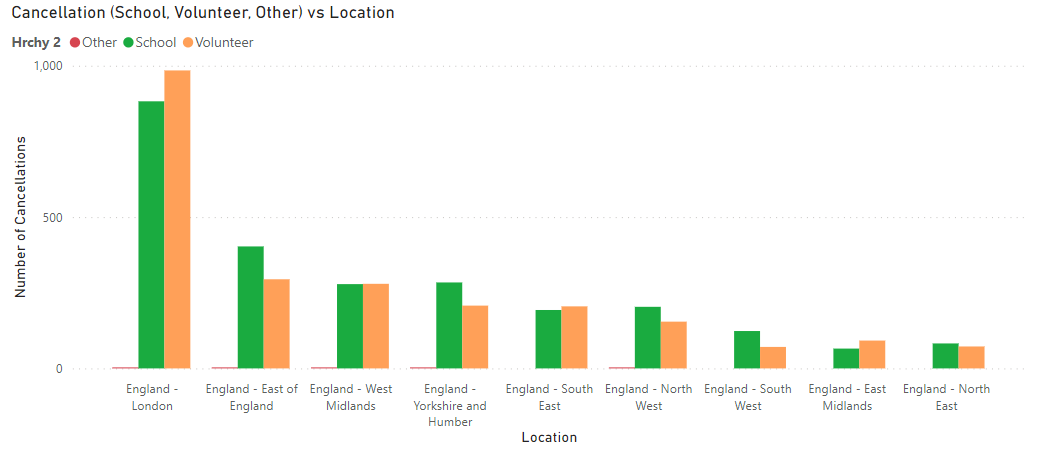 Cancellation (School, Volunteer, Other) vs Location
Hrchy 2 Other School Volunteer
1,000
500
0
Number of Cancellations
England -
London
England - East of
England
England - West
Midlands
England -
Yorkshire and
Humber
England - South
East
England - North
West
England - South
West
England - East
Midlands
England - North
East
Location